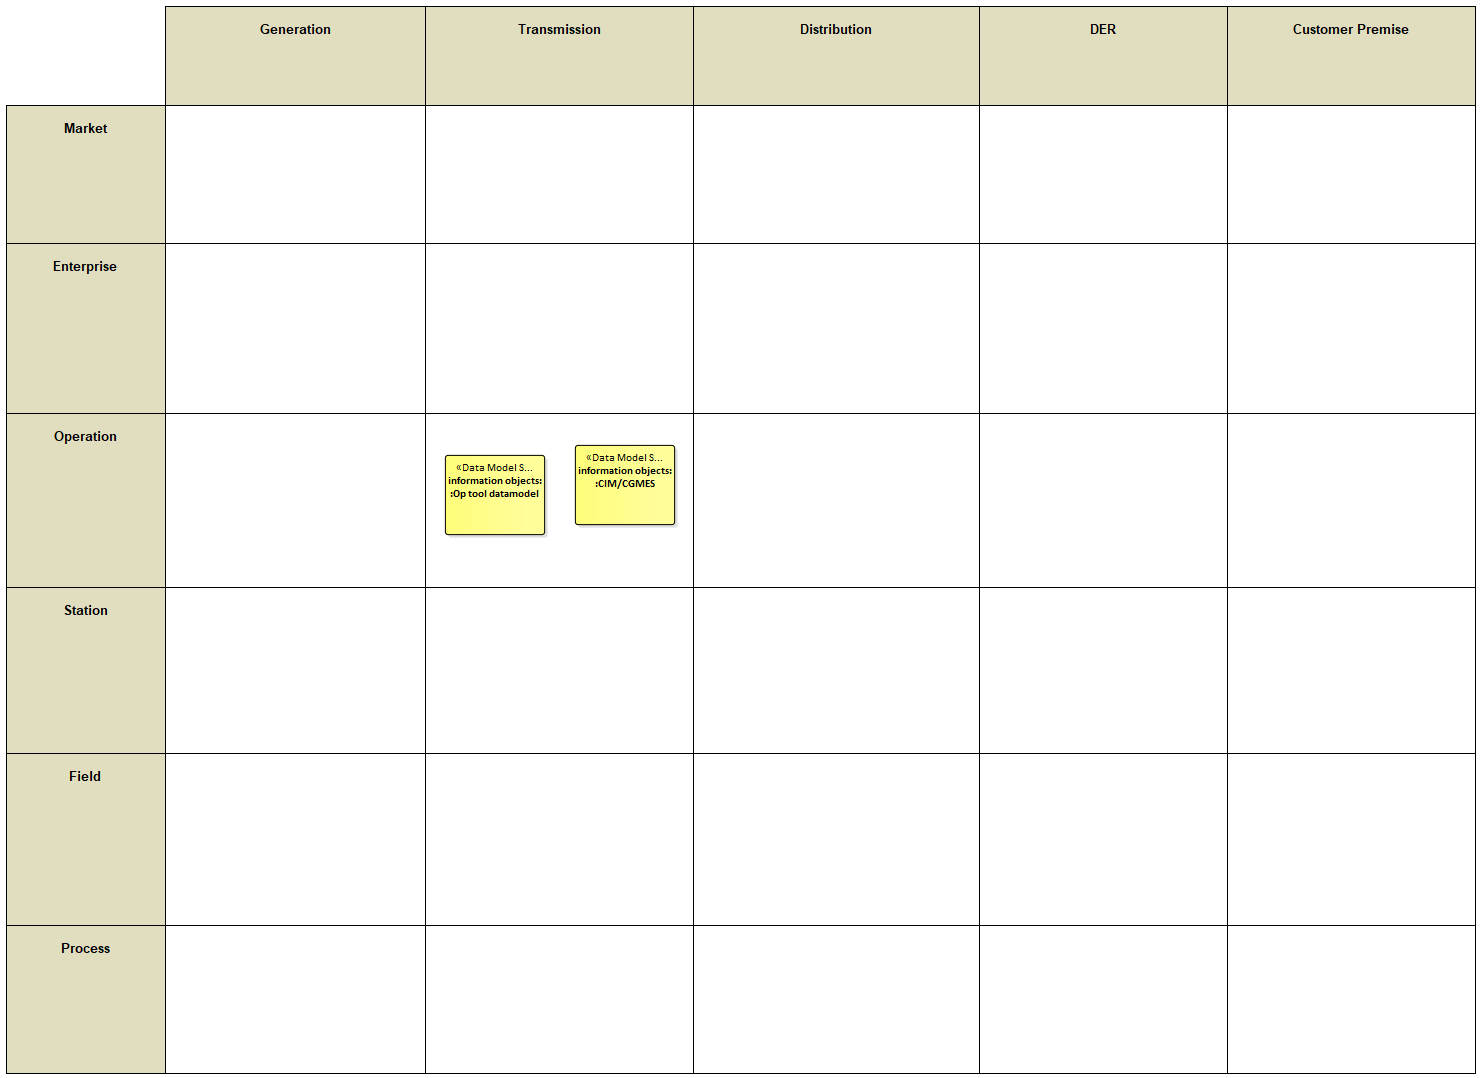 Generation
Transmission
Distribution
DER
Customer Premise
Market
Enterprise
Operation
«Data Model S...
information objects:
:Op tool datamodel
«Data Model S...
information objects:
:CIM/CGMES
Station
Field
Process